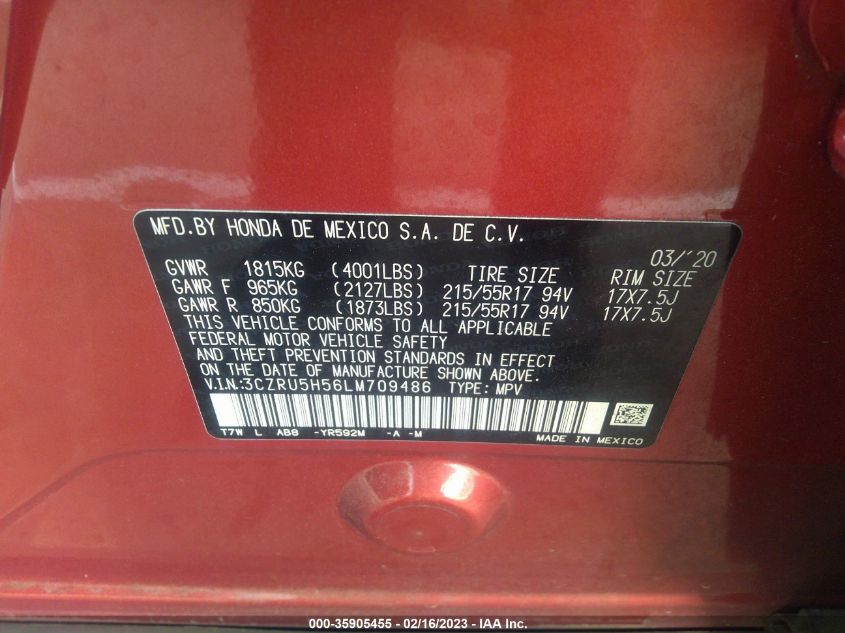 MFD.BY HONDA DE MEXICO S.A. DE C.V.
03/'20
GVWR 1815KG (4001LBS) TIRE SIZE RIM SIZE
GAWR F 965KG (2127LBS) 215/55R17 94V 17X7.5J
GAWR R 850KG (1873LBS) 215/55R17 94V 17X7.5J
THIS VEHICLE CONFORMS TO ALL APPLICABLE
FEDERAL MOTOR VEHICLE SAFETY
AND THEFT PREVENTION STANDARDS IN EFFECT
ON THE DATE OF MANUFACTURE SHOWN ABOVE.
V.I.N:3CZRU5H56LM709486 TYPE: MPV
T7W L AB8 -YR592M -A -M
MADE IN MEXICO
000-35905455 - 02/16/2023 - IAA Inc.